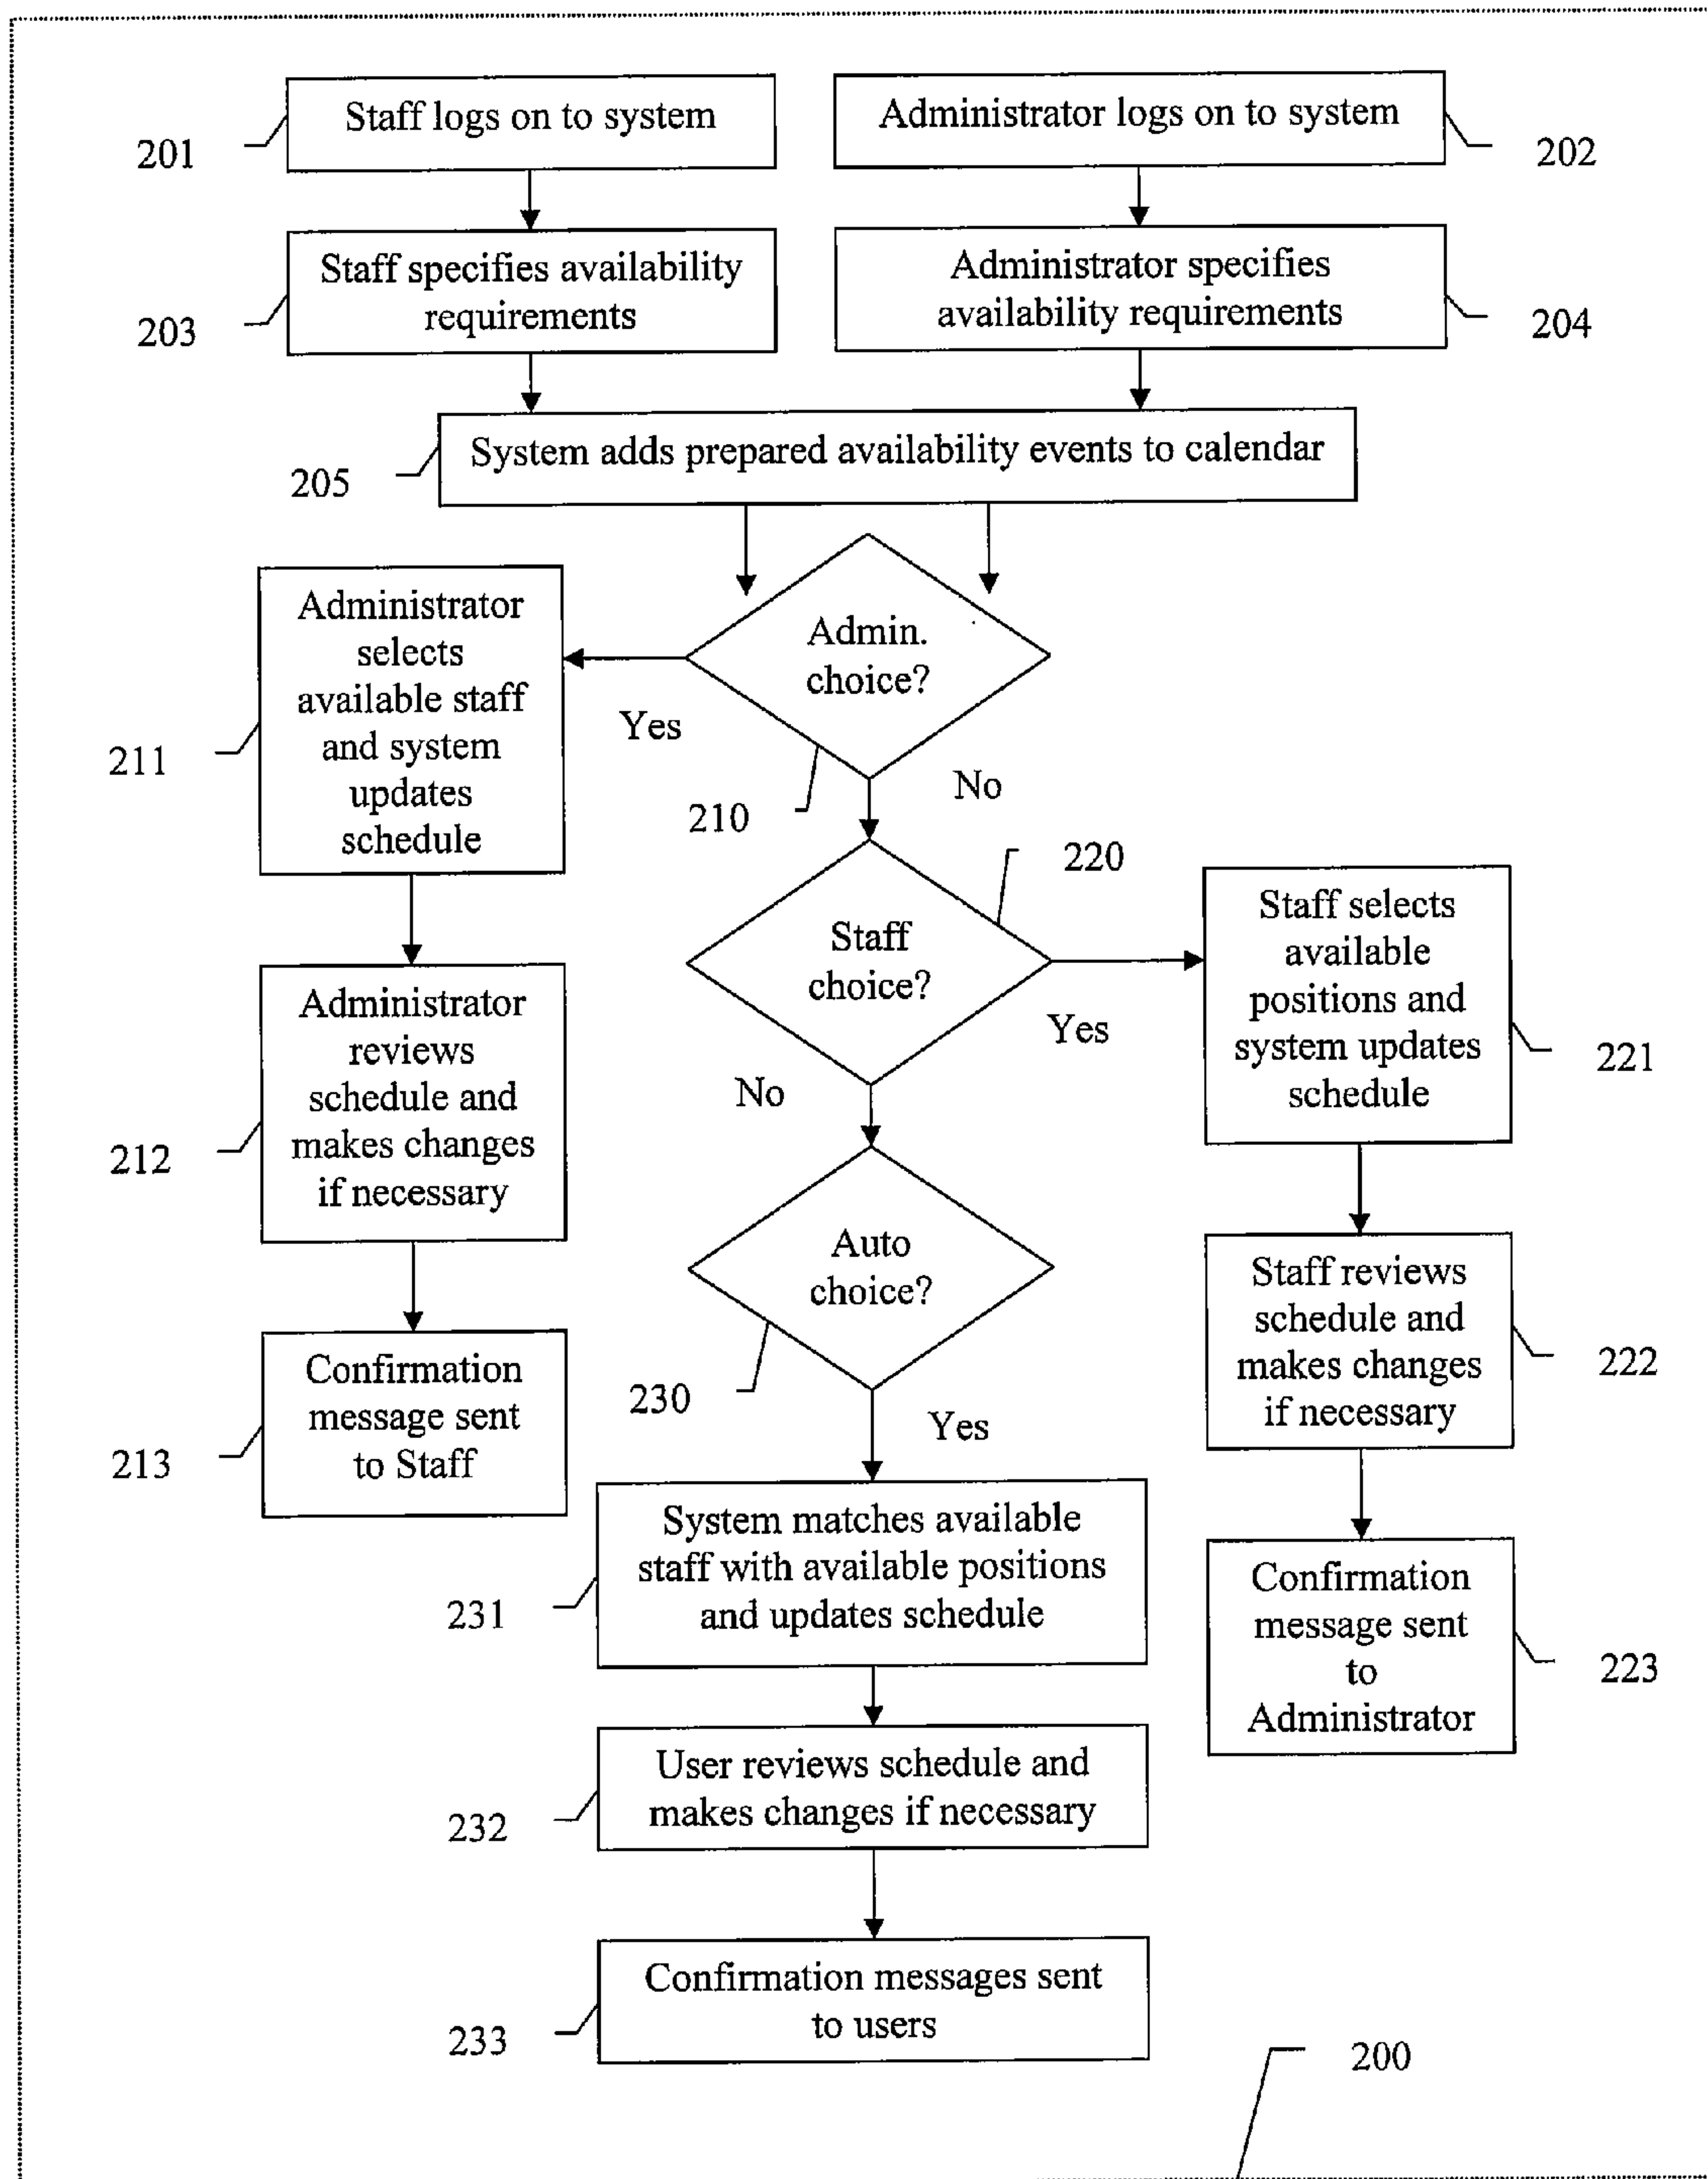 Staff logs on to system
201
Administrator logs on to system
202
Staff specifies availability
requirements
203
Administrator specifies
availability requirements
204
System adds prepared availability events to calendar
205
Admin.
choice?
Yes
210
No
Administrator
selects
available staff
and system
updates
schedule
211
220
Staff
choice?
Yes
No
Staff selects
available
positions and
system updates
schedule
221
Administrator
reviews
schedule and
makes changes
if necessary
212
Auto
choice?
230
Yes
Staff reviews
schedule and
makes changes
if necessary
222
Confirmation
message sent
to Staff
213
System matches available
staff with available positions
and updates schedule
231
Confirmation
message sent
to
Administrator
223
User reviews schedule and
makes changes if necessary
232
Confirmation messages sent
to users
233
200